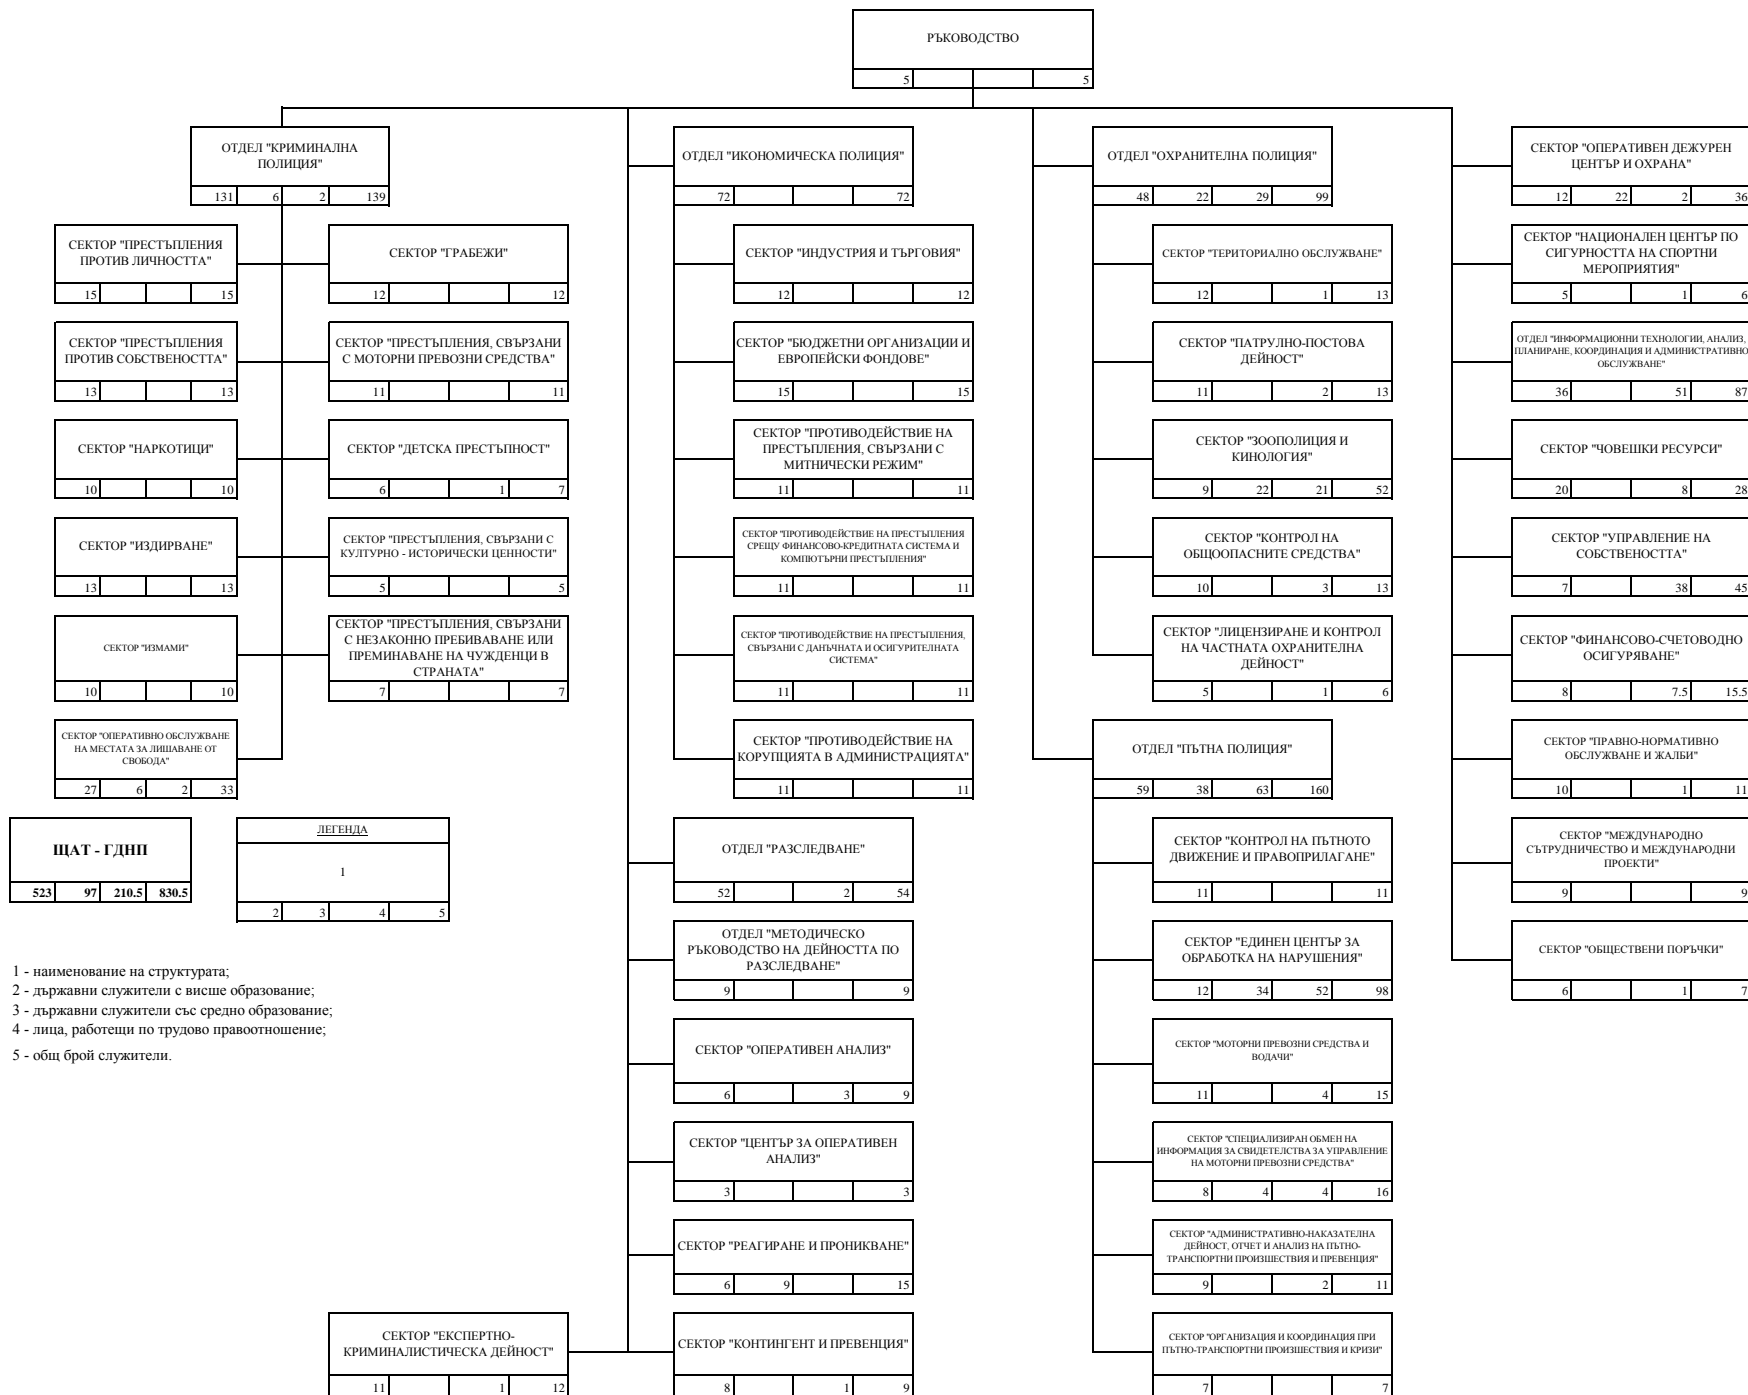 РЪКОВОДСТВО
5 5
ОТДЕЛ "КРИМИНАЛНА
ПОЛИЦИЯ"
131 6 2 139
СЕКТОР "ПРЕСТЪПЛЕНИЯ
ПРОТИВ ЛИЧНОСТТА"
15 15
СЕКТОР "ГРАБЕЖИ"
12 12
СЕКТОР "ПРЕСТЪПЛЕНИЯ
ПРОТИВ СОБСТВЕНОСТТА"
13 13
СЕКТОР "ПРЕСТЪПЛЕНИЯ, СВЪРЗАНИ
С МОТОРНИ ПРЕВОЗНИ СРЕДСТВА"
11 11
СЕКТОР "НАРКОТИЦИ"
10 10
СЕКТОР "ДЕТСКА ПРЕСТЪПНОСТ"
6 1 7
СЕКТОР "ИЗДИРВАНЕ"
13 13
СЕКТОР "ПРЕСТЪПЛЕНИЯ, СВЪРЗАНИ С
КУЛТУРНО - ИСТОРИЧЕСКИ ЦЕННОСТИ"
5 5
СЕКТОР "ИЗМАМИ"
10 10
СЕКТОР "ПРЕСТЪПЛЕНИЯ, СВЪРЗАНИ
С НЕЗАКОННО ПРЕБИВАВАНЕ ИЛИ
ПРЕМИНАВАНЕ НА ЧУЖДЕНЦИ В
СТРАНАТА"
7 7
СЕКТОР "ОПЕРАТИВНО ОБСЛУЖВАНЕ
НА МЕСТАТА ЗА ЛИШАВАНЕ ОТ
СВОБОДА"
27 6 2 33
ЩАТ - ГДНП
523 97 210.5 830.5
ЛЕГЕНДА
1
2 3 4 5
1 - наименование на структурата;
2 - държавни служители с висше образование;
3 - държавни служители със средно образование;
4 - лица, работещи по трудово правоотношение;
5 - общ брой служители.
ОТДЕЛ "ИКОНОМИЧЕСКА ПОЛИЦИЯ"
72 72
СЕКТОР "ИНДУСТРИЯ И ТЪРГОВИЯ"
12 12
СЕКТОР "БЮДЖЕТНИ ОРГАНИЗАЦИИ И
ЕВРОПЕЙСКИ ФОНДОВЕ"
15 15
СЕКТОР "ПРОТИВОДЕЙСТВИЕ НА
ПРЕСТЪПЛЕНИЯ, СВЪРЗАНИ С
МИТНИЧЕСКИ РЕЖИМ"
11 11
СЕКТОР "ПРОТИВОДЕЙСТВИЕ НА ПРЕСТЪПЛЕНИЯ
СРЕЩУ ФИНАНСОВО-КРЕДИТНАТА СИСТЕМА И
КОМПЮТЪРНИ ПРЕСТЪПЛЕНИЯ"
11 11
СЕКТОР "ПРОТИВОДЕЙСТВИЕ НА ПРЕСТЪПЛЕНИЯ,
СВЪРЗАНИ С ДАНЪЧНАТА И ОСИГУРИТЕЛНАТА
СИСТЕМА"
11 11
СЕКТОР "ПРОТИВОДЕЙСТВИЕ НА
КОРУПЦИЯТА В АДМИНИСТРАЦИЯТА"
11 11
ОТДЕЛ "РАЗСЛЕДВАНЕ"
52 2 54
ОТДЕЛ "МЕТОДИЧЕСКО
РЪКОВОДСТВО НА ДЕЙНОСТТА ПО
РАЗСЛЕДВАНЕ"
9 9
СЕКТОР "ОПЕРАТИВЕН АНАЛИЗ"
6 3 9
СЕКТОР "ЦЕНТЪР ЗА ОПЕРАТИВЕН
АНАЛИЗ"
3 3
СЕКТОР "РЕАГИРАНЕ И ПРОНИКВАНЕ"
6 9 15
СЕКТОР "ЕКСПЕРТНО-
КРИМИНАЛИСТИЧЕСКА ДЕЙНОСТ"
11 1 12
СЕКТОР "КОНТИНГЕНТ И ПРЕВЕНЦИЯ"
8 1 9
ОТДЕЛ "ОХРАНИТЕЛНА ПОЛИЦИЯ"
48 22 29 99
СЕКТОР "ТЕРИТОРИАЛНО ОБСЛУЖВАНЕ"
12 1 13
СЕКТОР "ПАТРУЛНО-ПОСТОВА
ДЕЙНОСТ"
11 2 13
СЕКТОР "ЗООПОЛИЦИЯ И
КИНОЛОГИЯ"
9 22 21 52
СЕКТОР "КОНТРОЛ НА
ОБЩООПАСНИТЕ СРЕДСТВА"
10 3 13
СЕКТОР "ЛИЦЕНЗИРАНЕ И КОНТРОЛ
НА ЧАСТНАТА ОХРАНИТЕЛНА
ДЕЙНОСТ"
5 1 6
ОТДЕЛ "ПЪТНА ПОЛИЦИЯ"
59 38 63 160
СЕКТОР "КОНТРОЛ НА ПЪТНОТО
ДВИЖЕНИЕ И ПРАВОПРИЛАГАНЕ"
11 11
СЕКТОР "ЕДИНЕН ЦЕНТЪР ЗА
ОБРАБОТКА НА НАРУШЕНИЯ"
12 34 52 98
СЕКТОР "МОТОРНИ ПРЕВОЗНИ СРЕДСТВА И
ВОДАЧИ"
11 4 15
СЕКТОР "СПЕЦИАЛИЗИРАН ОБМЕН НА
ИНФОРМАЦИЯ ЗА СВИДЕТЕЛСТВА ЗА УПРАВЛЕНИЕ
НА МОТОРНИ ПРЕВОЗНИ СРЕДСТВА"
8 4 4 16
СЕКТОР "АДМИНИСТРАТИВНО-НАКАЗАТЕЛНА
ДЕЙНОСТ, ОТЧЕТ И АНАЛИЗ НА ПЪТНО-
ТРАНСПОРТНИ ПРОИЗШЕСТВИЯ И ПРЕВЕНЦИЯ"
9 2 11
СЕКТОР "ОРГАНИЗАЦИЯ И КООРДИНАЦИЯ ПРИ
ПЪТНО-ТРАНСПОРТНИ ПРОИЗШЕСТВИЯ И КРИЗИ"
7 7
СЕКТОР "ОПЕРАТИВЕН ДЕЖУРЕН
ЦЕНТЪР И ОХРАНА"
12 22 2 36
СЕКТОР "НАЦИОНАЛЕН ЦЕНТЪР ПО
СИГУРНОСТТА НА СПОРТНИ
МЕРОПРИЯТИЯ"
5 1 6
ОТДЕЛ "ИНФОРМАЦИОННИ ТЕХНОЛОГИИ, АНАЛИЗ,
ПЛАНИРАНЕ, КООРДИНАЦИЯ И АДМИНИСТРАТИВНО
ОБСЛУЖВАНЕ"
36 51 87
СЕКТОР "ЧОВЕШКИ РЕСУРСИ"
20 8 28
СЕКТОР "УПРАВЛЕНИЕ НА
СОБСТВЕНОСТТА"
7 38 45
СЕКТОР "ФИНАНСОВО-СЧЕТОВОДНО
ОСИГУРЯВАНЕ"
8 7.5 15.5
СЕКТОР "ПРАВНО-НОРМАТИВНО
ОБСЛУЖВАНЕ И ЖАЛБИ"
10 1 11
СЕКТОР "МЕЖДУНАРОДНО
СЪТРУДНИЧЕСТВО И МЕЖДУНАРОДНИ
ПРОЕКТИ"
9 9
СЕКТОР "ОБЩЕСТВЕНИ ПОРЪЧКИ"
6 1 7